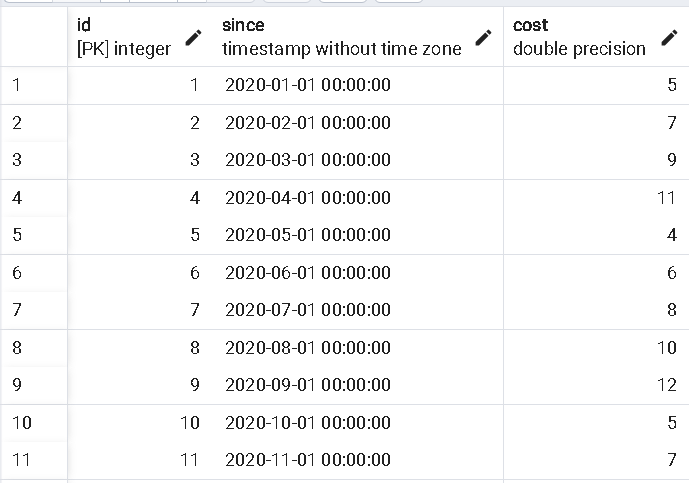 id since cost
[PK] integer timestamp without time zone double precision
1 1 2020-01-01 00:00:00 5
2 2 2020-02-01 00:00:00 7
3 3 2020-03-01 00:00:00 9
4 4 2020-04-01 00:00:00 11
5 5 2020-05-01 00:00:00 4
6 6 2020-06-01 00:00:00 6
7 7 2020-07-01 00:00:00 8
8 8 2020-08-01 00:00:00 10
9 9 2020-09-01 00:00:00 12
10 10 2020-10-01 00:00:00 5
11 11 2020-11-01 00:00:00 7